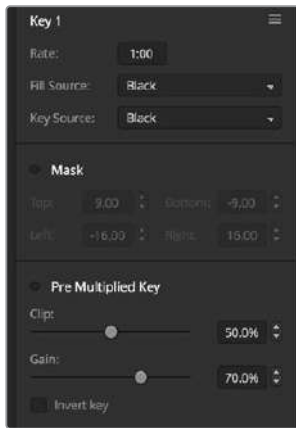 Key 1
Rate: 1:00
Fill Source: Black
Key Source: Black
Mask
Top: 9.00 Bottom: -9.00
Left: -16.00 Right: 16.00
Pre Multiplied Key
Clip:
50.0%
Gain:
70.0%
Invert key